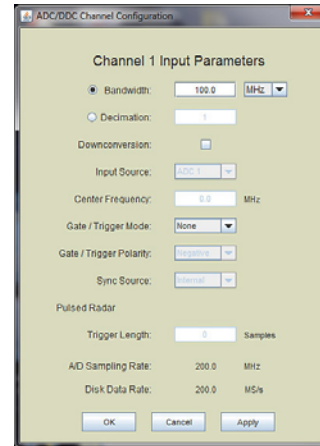 ADC/DDC Channel Configuration
Channel 1 Input Parameters
Bandwidth: 100.0 MHz
Decimation: 1
Downconversion:
Input Source: ADC 1
Center Frequency: 0.0 MHz
Gate / Trigger Mode: None
Gate / Trigger Polarity: Negative
Sync Source: Internal
Pulsed Radar
Trigger Length: 0 Samples
A/D Sampling Rate: 200.0 MHz
Disk Data Rate: 200.0 MS/s
OK Cancel Apply